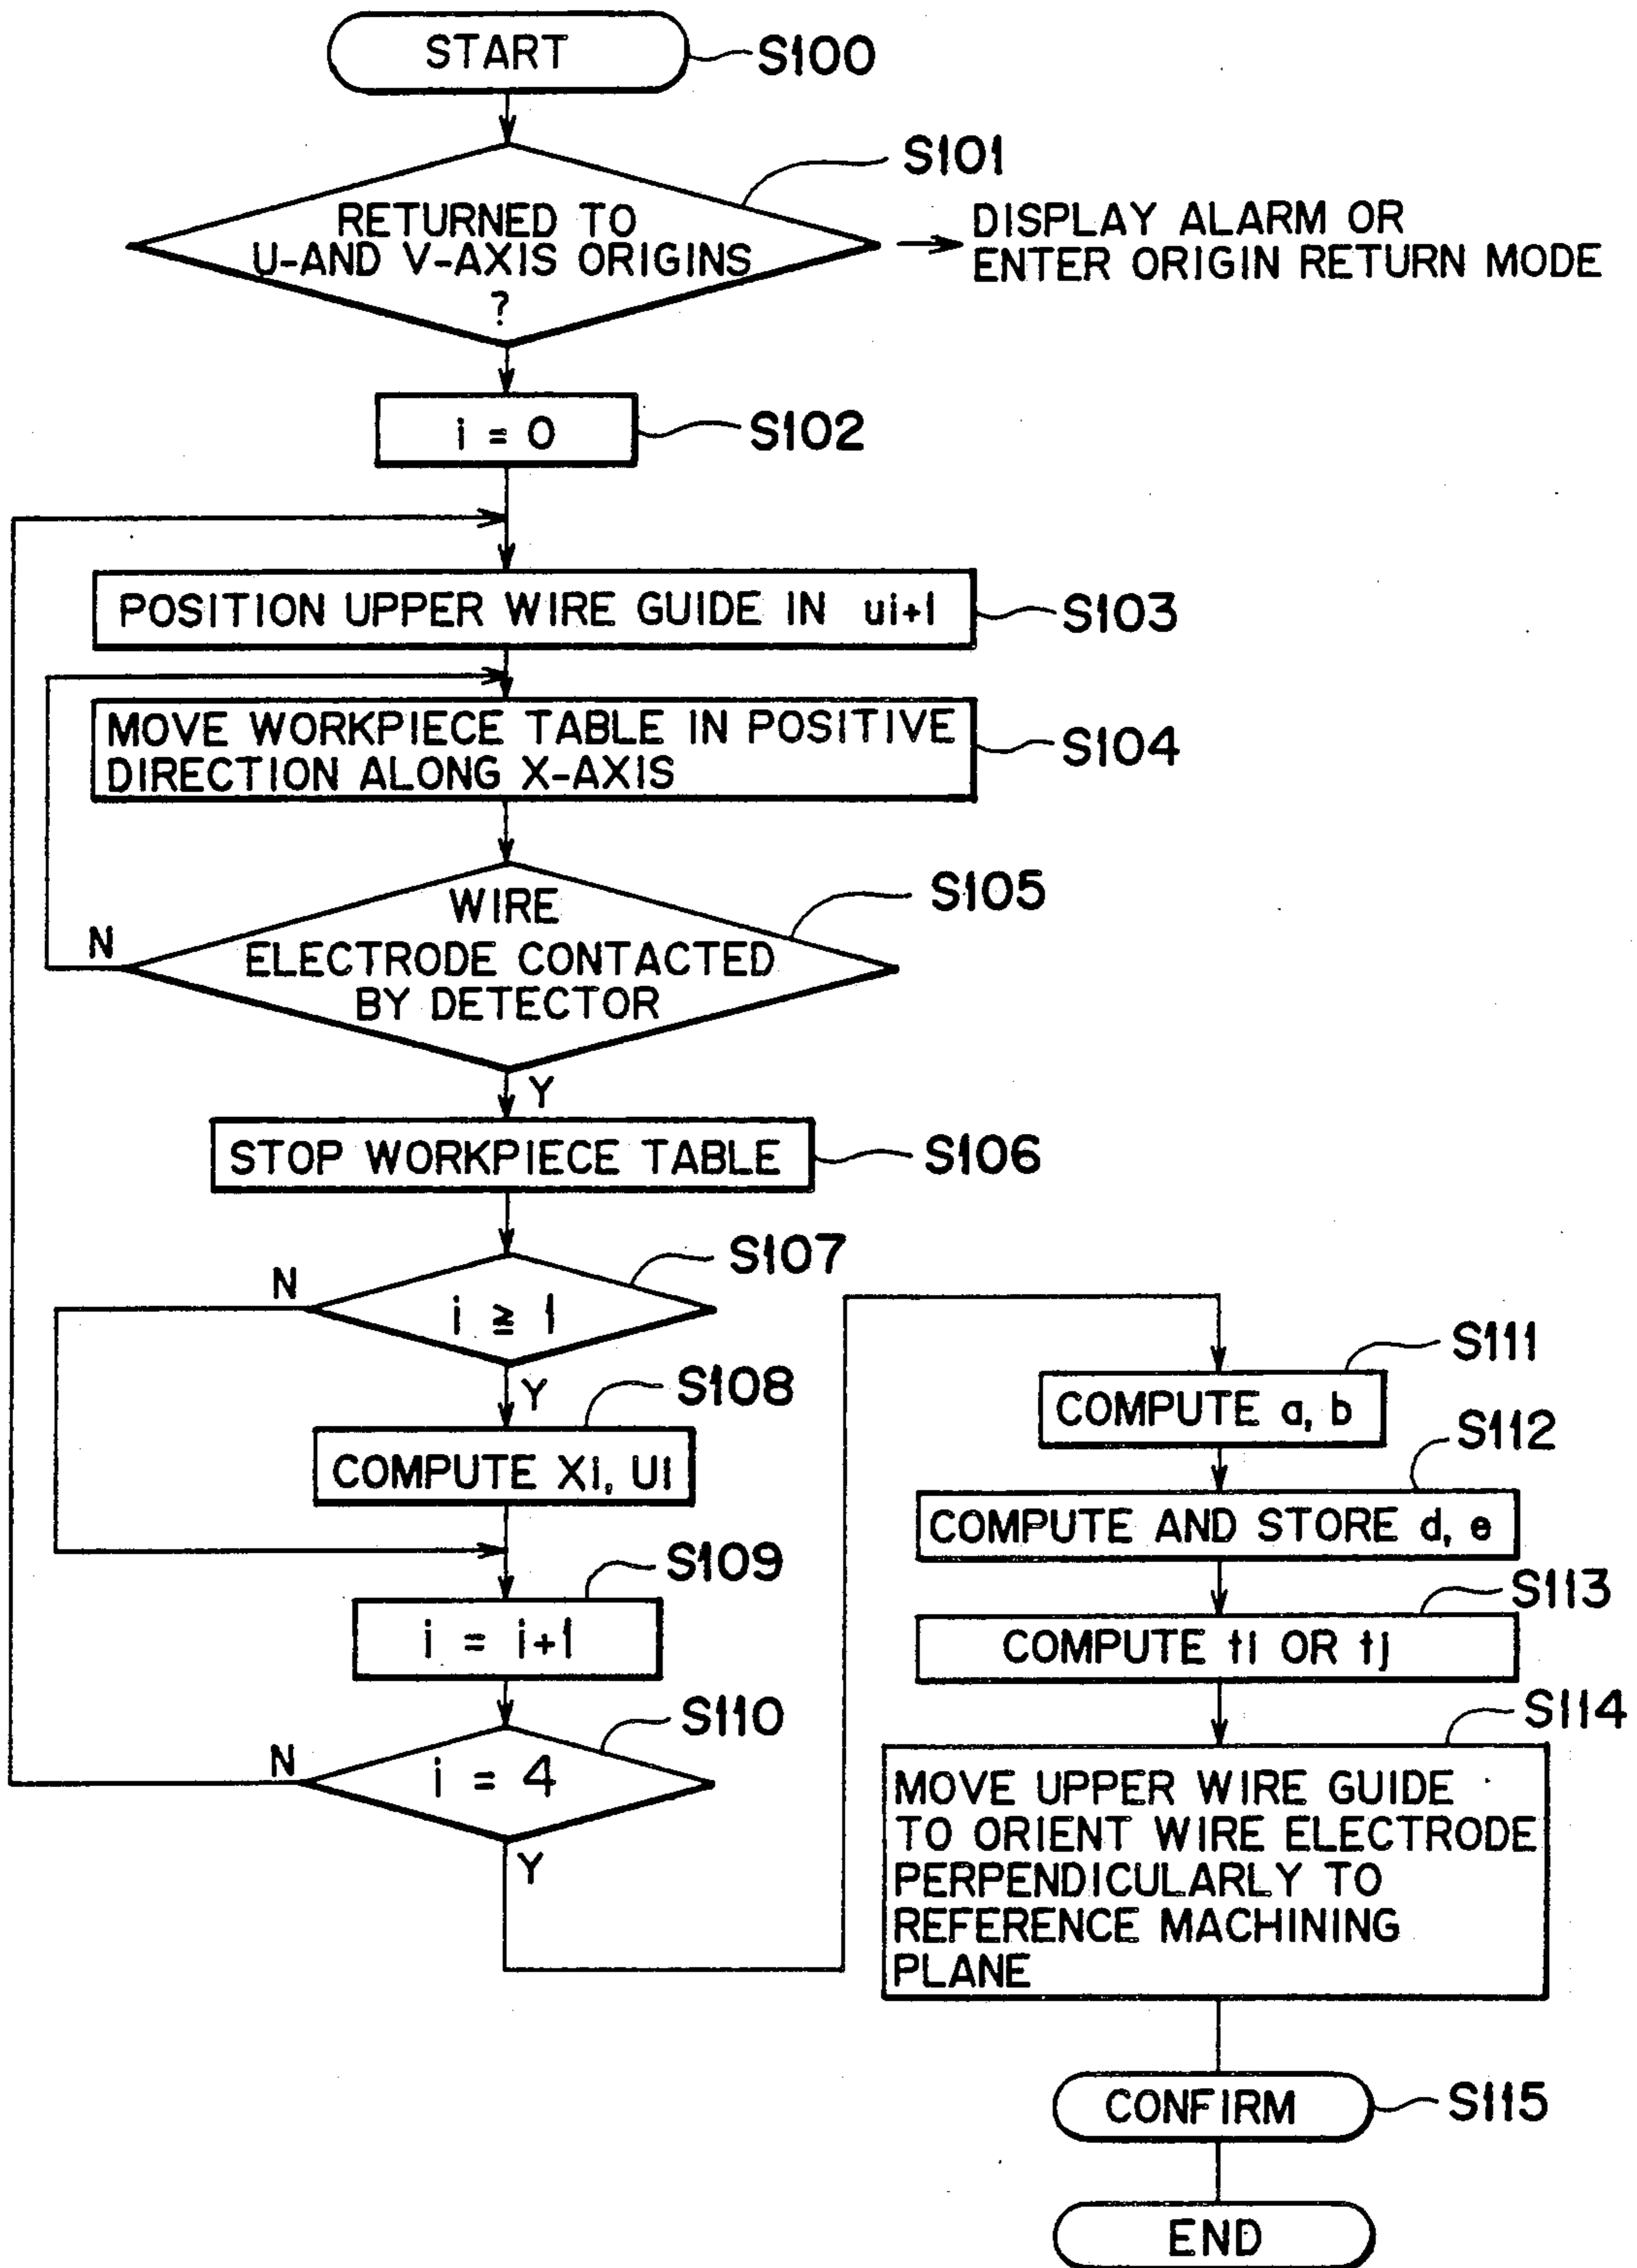 START
S100
S101
RETURNED TO
U-AND V-AXIS ORIGINS
?
DISPLAY ALARM OR
ENTER ORIGIN RETURN MODE
i = 0
S102
POSITION UPPER WIRE GUIDE IN ui+1
S103
MOVE WORKPIECE TABLE IN POSITIVE
DIRECTION ALONG X-AXIS
S104
WIRE
ELECTRODE CONTACTED
BY DETECTOR
S105
N
Y
STOP WORKPIECE TABLE
S106
S107
N
i ≧ 1
Y
S108
COMPUTE Xi, Ui
S109
i = i+1
S110
N
i = 4
Y
S111
COMPUTE a, b
S112
COMPUTE AND STORE d, e
S113
COMPUTE ti OR tj
S114
MOVE UPPER WIRE GUIDE
TO ORIENT WIRE ELECTRODE
PERPENDICULARLY TO
REFERENCE MACHINING
PLANE
CONFIRM
S115
END